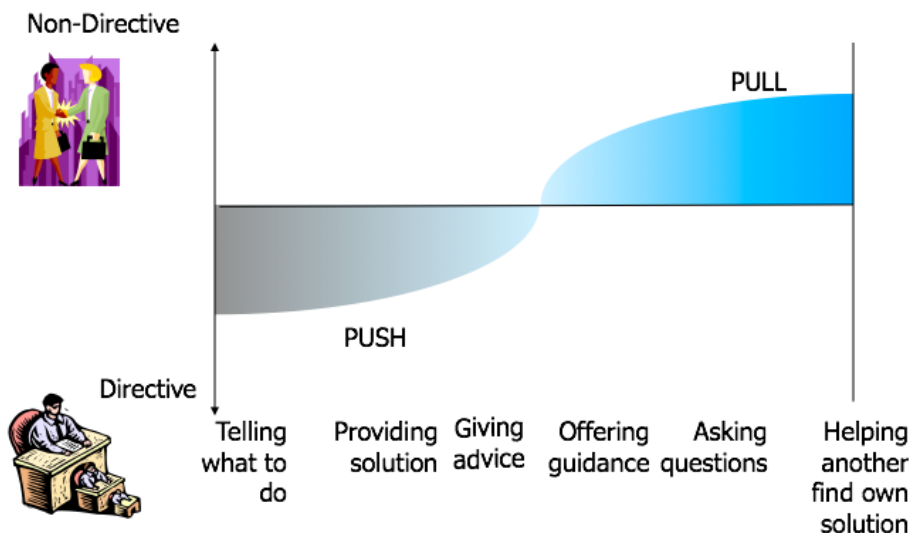 Non-Directive
PULL
PUSH
Directive
Telling
what to
do
Providing
solution
Giving
advice
Offering
guidance
Asking
questions
Helping
another
find own
solution